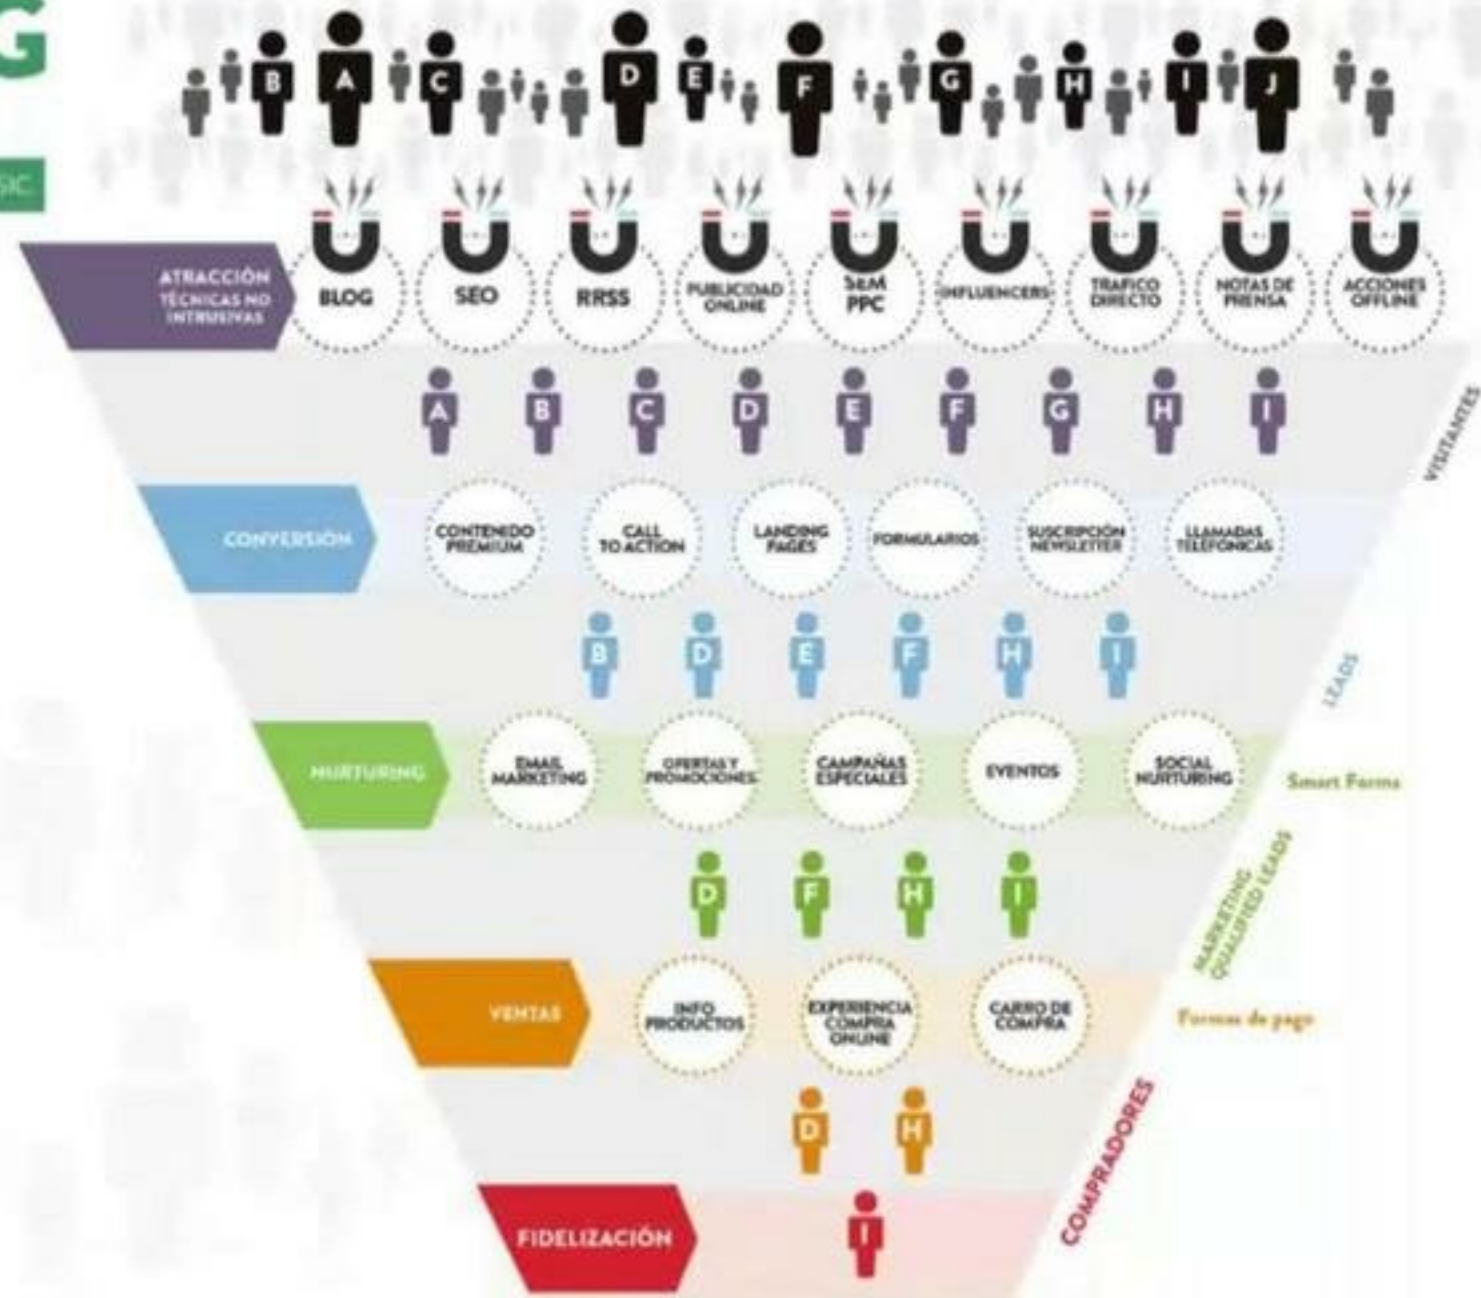 G
SIC
B A C D E F G H I J
ATRACCIÓN
TÉCNICAS NO
INTRUSIVAS
BLOG
SEO
RRSS
PUBLICIDAD
ONLINE
SEM
PPC
INFLUENCERS
TRAFICO
DIRECTO
NOTAS DE
PRENSA
ACCIONES
OFFLINE
A B C D E F G H I
VISITANTES
CONVERSIÓN
CONTENIDO
PREMIUM
CALL
TO ACTION
LANDING
PAGES
FORMULARIOS
SUSCRIPCIÓN
NEWSLETTER
LLAMADAS
TELEFÓNICAS
B D E F H I
LEADS
NURTURING
EMAIL
MARKETING
OFERTAS Y
PROMOCIONES
CAMPAÑAS
ESPECIALES
EVENTOS
SOCIAL
NURTURING
Smart Forms
D F H I
MARKETING
QUALIFIED LEADS
VENTAS
INFO
PRODUCTOS
EXPERIENCIA
COMPRA
ONLINE
CARRO DE
COMPRA
Formas de pago
D H
COMPRADORES
FIDELIZACIÓN
I